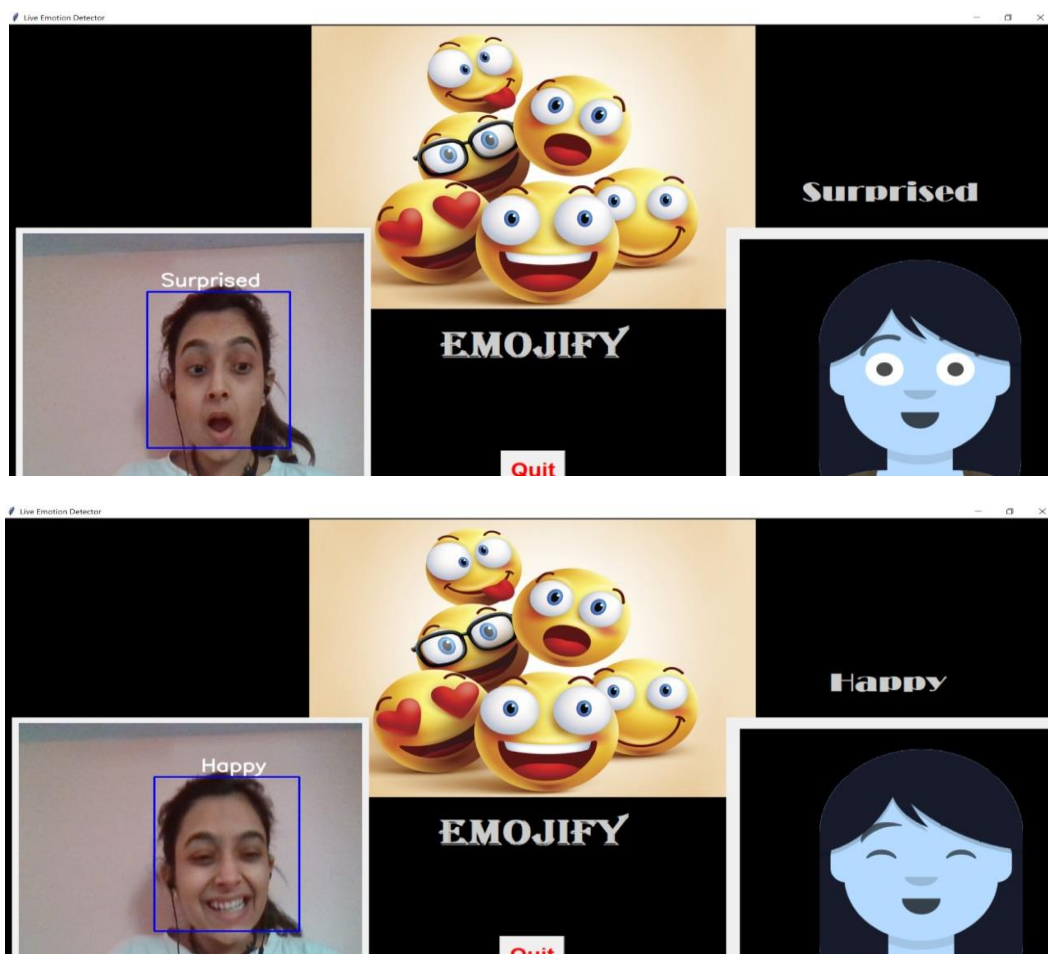 Live Emotion Detector
Surprised
Surprised
EMOJIFY
Quit
Live Emotion Detector
Happy
Happy
EMOJIFY
Quit